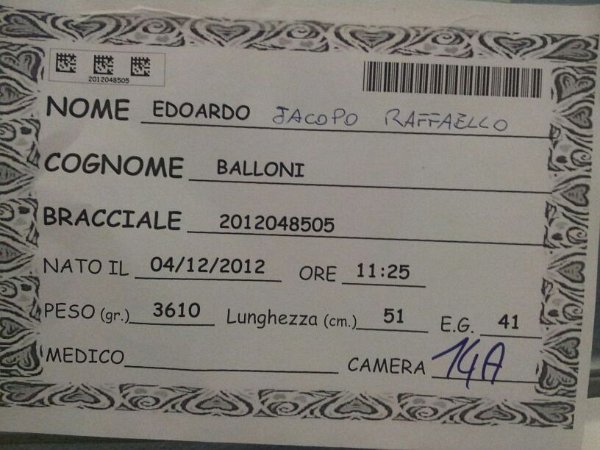 2012048505
NOME EDOARDO JACOPO RAFFAELLO
COGNOME BALLONI
BRACCIALE 2012048505
NATO IL 04/12/2012 ORE 11:25
PESO (gr.) 3610 Lunghezza (cm.) 51 E.G. 41
MEDICO CAMERA 14A